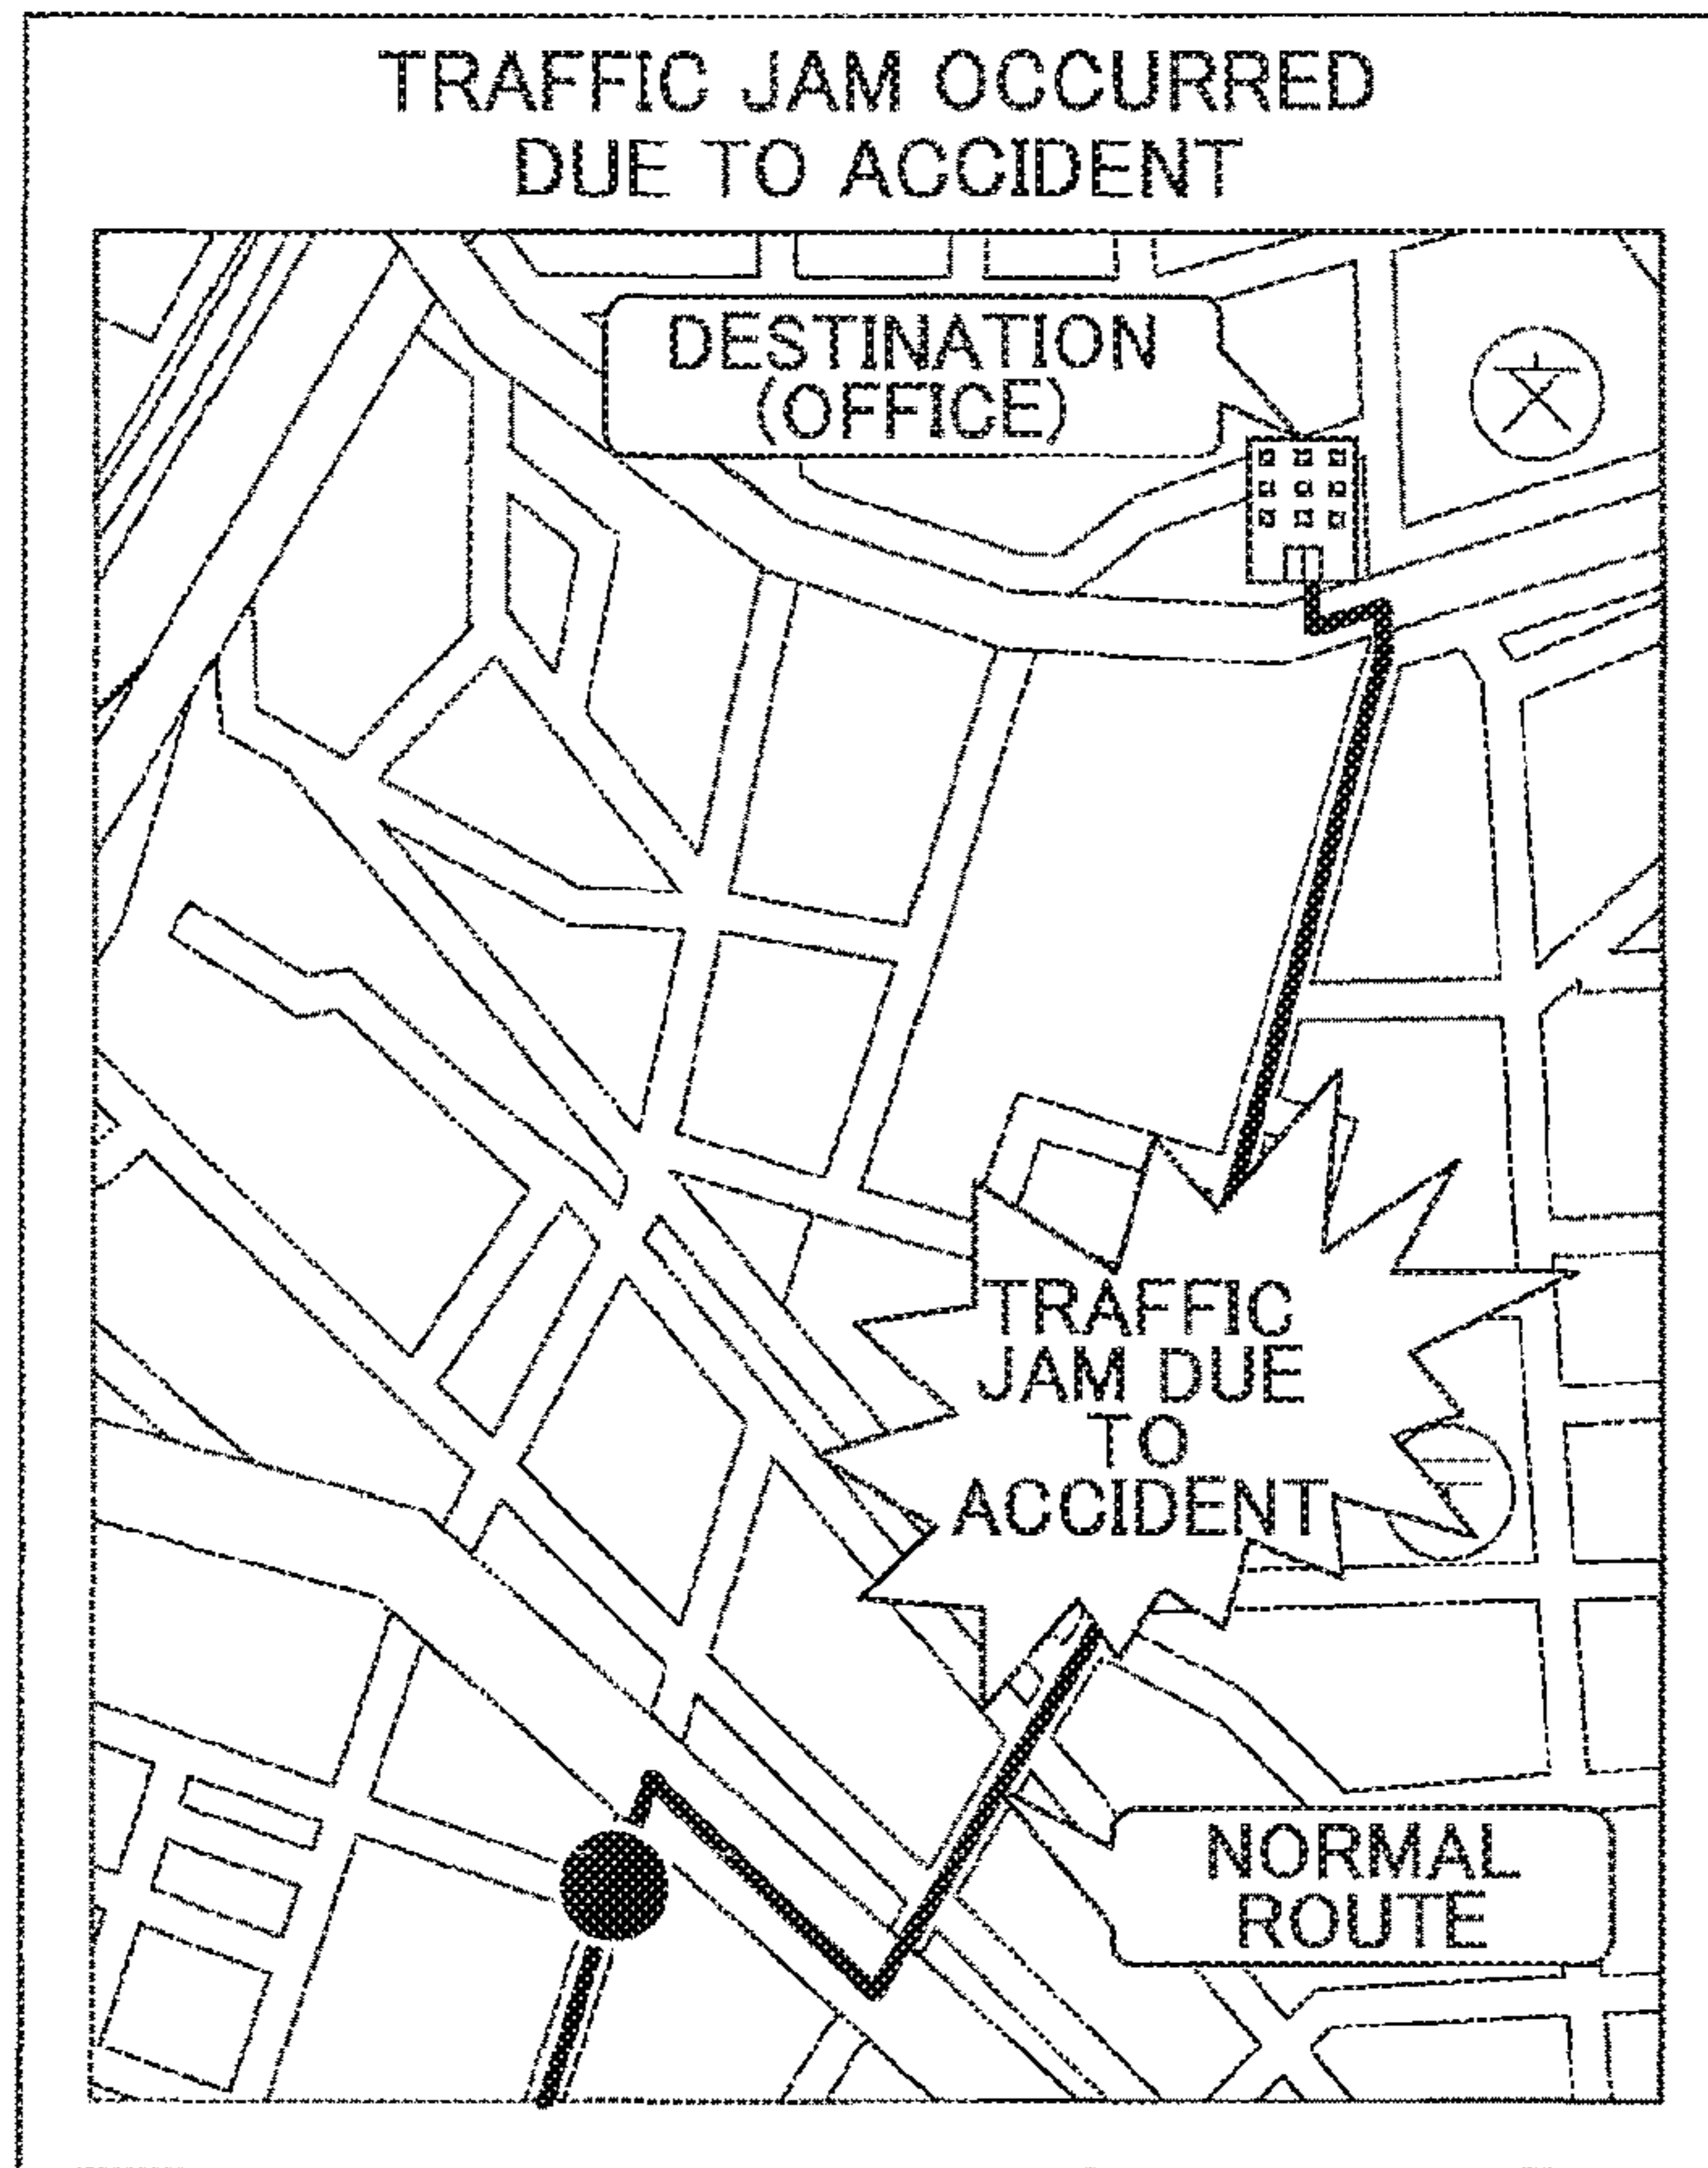 TRAFFIC JAM OCCURRED
DUE TO ACCIDENT
DESTINATION
(OFFICE)
TRAFFIC
JAM DUE
TO
ACCIDENT
NORMAL
ROUTE